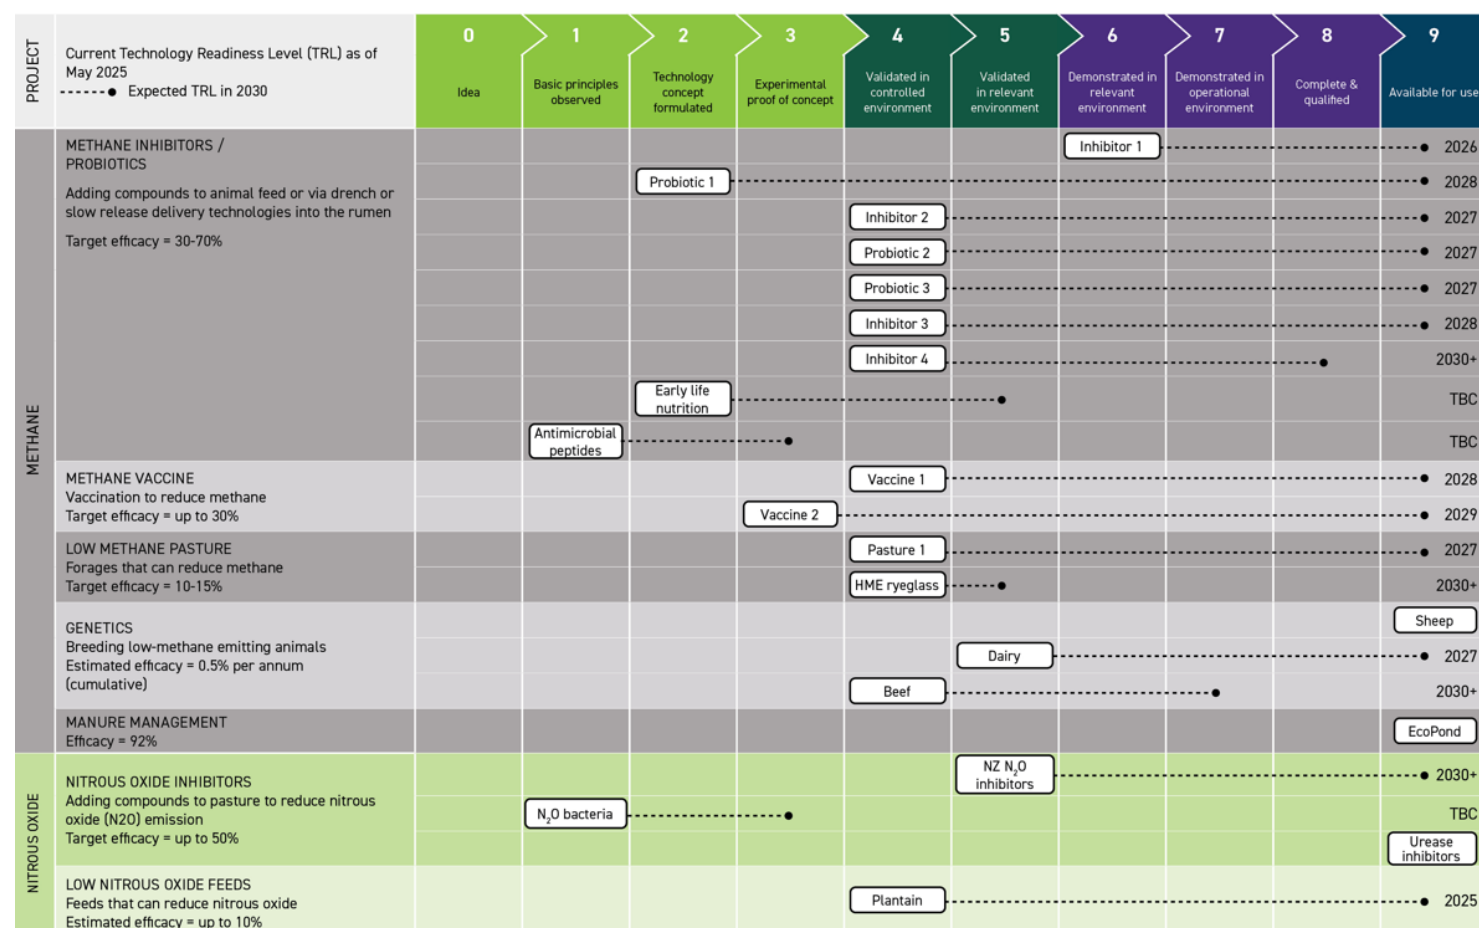 PROJECT
Current Technology Readiness Level (TRL) as of
May 2025
Expected TRL in 2030
0
Idea
1
Basic principles
observed
2
Technology
concept
formulated
3
Experimental
proof of concept
4
Validated in
controlled
environment
5
Validated
in relevant
environment
6
Demonstrated in
relevant
environment
7
Demonstrated in
operational
environment
8
Complete &
qualified
9
Available for use
METHANE
METHANE INHIBITORS /
PROBIOTICS
Adding compounds to animal feed or via drench or
slow release delivery technologies into the rumen
Target efficacy = 30-70%
Inhibitor 1
2026
Probiotic 1
2028
Inhibitor 2
2027
Probiotic 2
2027
Probiotic 3
2027
Inhibitor 3
2028
Inhibitor 4
2030+
Early life
nutrition
TBC
Antimicrobial
peptides
TBC
METHANE VACCINE
Vaccination to reduce methane
Target efficacy = up to 30%
Vaccine 1
2028
Vaccine 2
2029
LOW METHANE PASTURE
Forages that can reduce methane
Target efficacy = 10-15%
Pasture 1
2027
HME ryeglass
2030+
GENETICS
Breeding low-methane emitting animals
Estimated efficacy = 0.5% per annum
(cumulative)
Sheep
Dairy
2027
Beef
2030+
MANURE MANAGEMENT
Efficacy = 92%
EcoPond
NITROUS OXIDE
NITROUS OXIDE INHIBITORS
Adding compounds to pasture to reduce nitrous
oxide (N2O) emission
Target efficacy = up to 50%
NZ N₂O
inhibitors
2030+
N₂O bacteria
TBC
Urease
inhibitors
LOW NITROUS OXIDE FEEDS
Feeds that can reduce nitrous oxide
Estimated efficacy = up to 10%
Plantain
2025